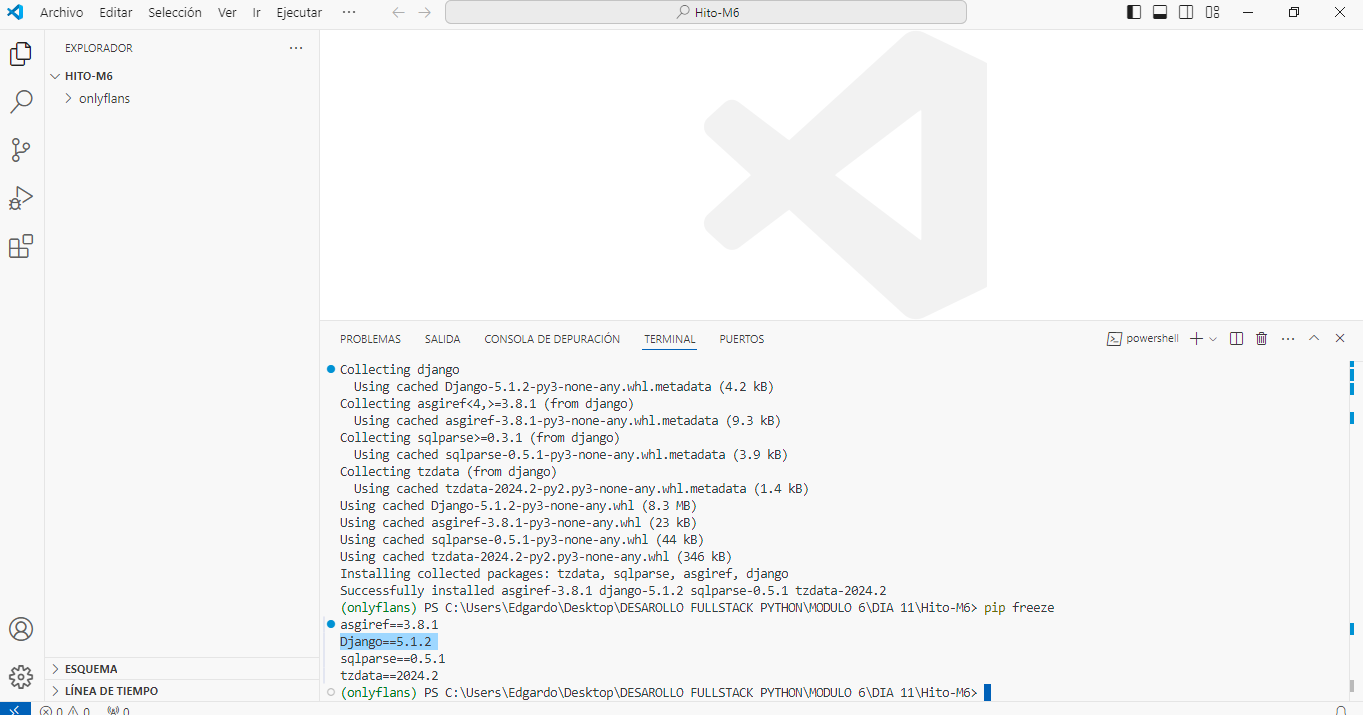 Archivo Editar Selección Ver Ir Ejecutar ··· Hito-M6
EXPLORADOR ···
HITO-M6
onlyflans
PROBLEMAS SALIDA CONSOLA DE DEPURACIÓN TERMINAL PUERTOS powershell ···
Collecting django
Using cached Django-5.1.2-py3-none-any.whl.metadata (4.2 kB)
Collecting asgiref<4,>=3.8.1 (from django)
Using cached asgiref-3.8.1-py3-none-any.whl.metadata (9.3 kB)
Collecting sqlparse>=0.3.1 (from django)
Using cached sqlparse-0.5.1-py3-none-any.whl.metadata (3.9 kB)
Collecting tzdata (from django)
Using cached tzdata-2024.2-py2.py3-none-any.whl.metadata (1.4 kB)
Using cached Django-5.1.2-py3-none-any.whl (8.3 MB)
Using cached asgiref-3.8.1-py3-none-any.whl (23 kB)
Using cached sqlparse-0.5.1-py3-none-any.whl (44 kB)
Using cached tzdata-2024.2-py2.py3-none-any.whl (346 kB)
Installing collected packages: tzdata, sqlparse, asgiref, django
Successfully installed asgiref-3.8.1 django-5.1.2 sqlparse-0.5.1 tzdata-2024.2
(onlyflans) PS C:\Users\Edgardo\Desktop\DESAROLLO FULLSTACK PYTHON\MODULO 6\DIA 11\Hito-M6> pip freeze
asgiref==3.8.1
Django==5.1.2
sqlparse==0.5.1
tzdata==2024.2
(onlyflans) PS C:\Users\Edgardo\Desktop\DESAROLLO FULLSTACK PYTHON\MODULO 6\DIA 11\Hito-M6>
ESQUEMA
LÍNEA DE TIEMPO
0 0 0